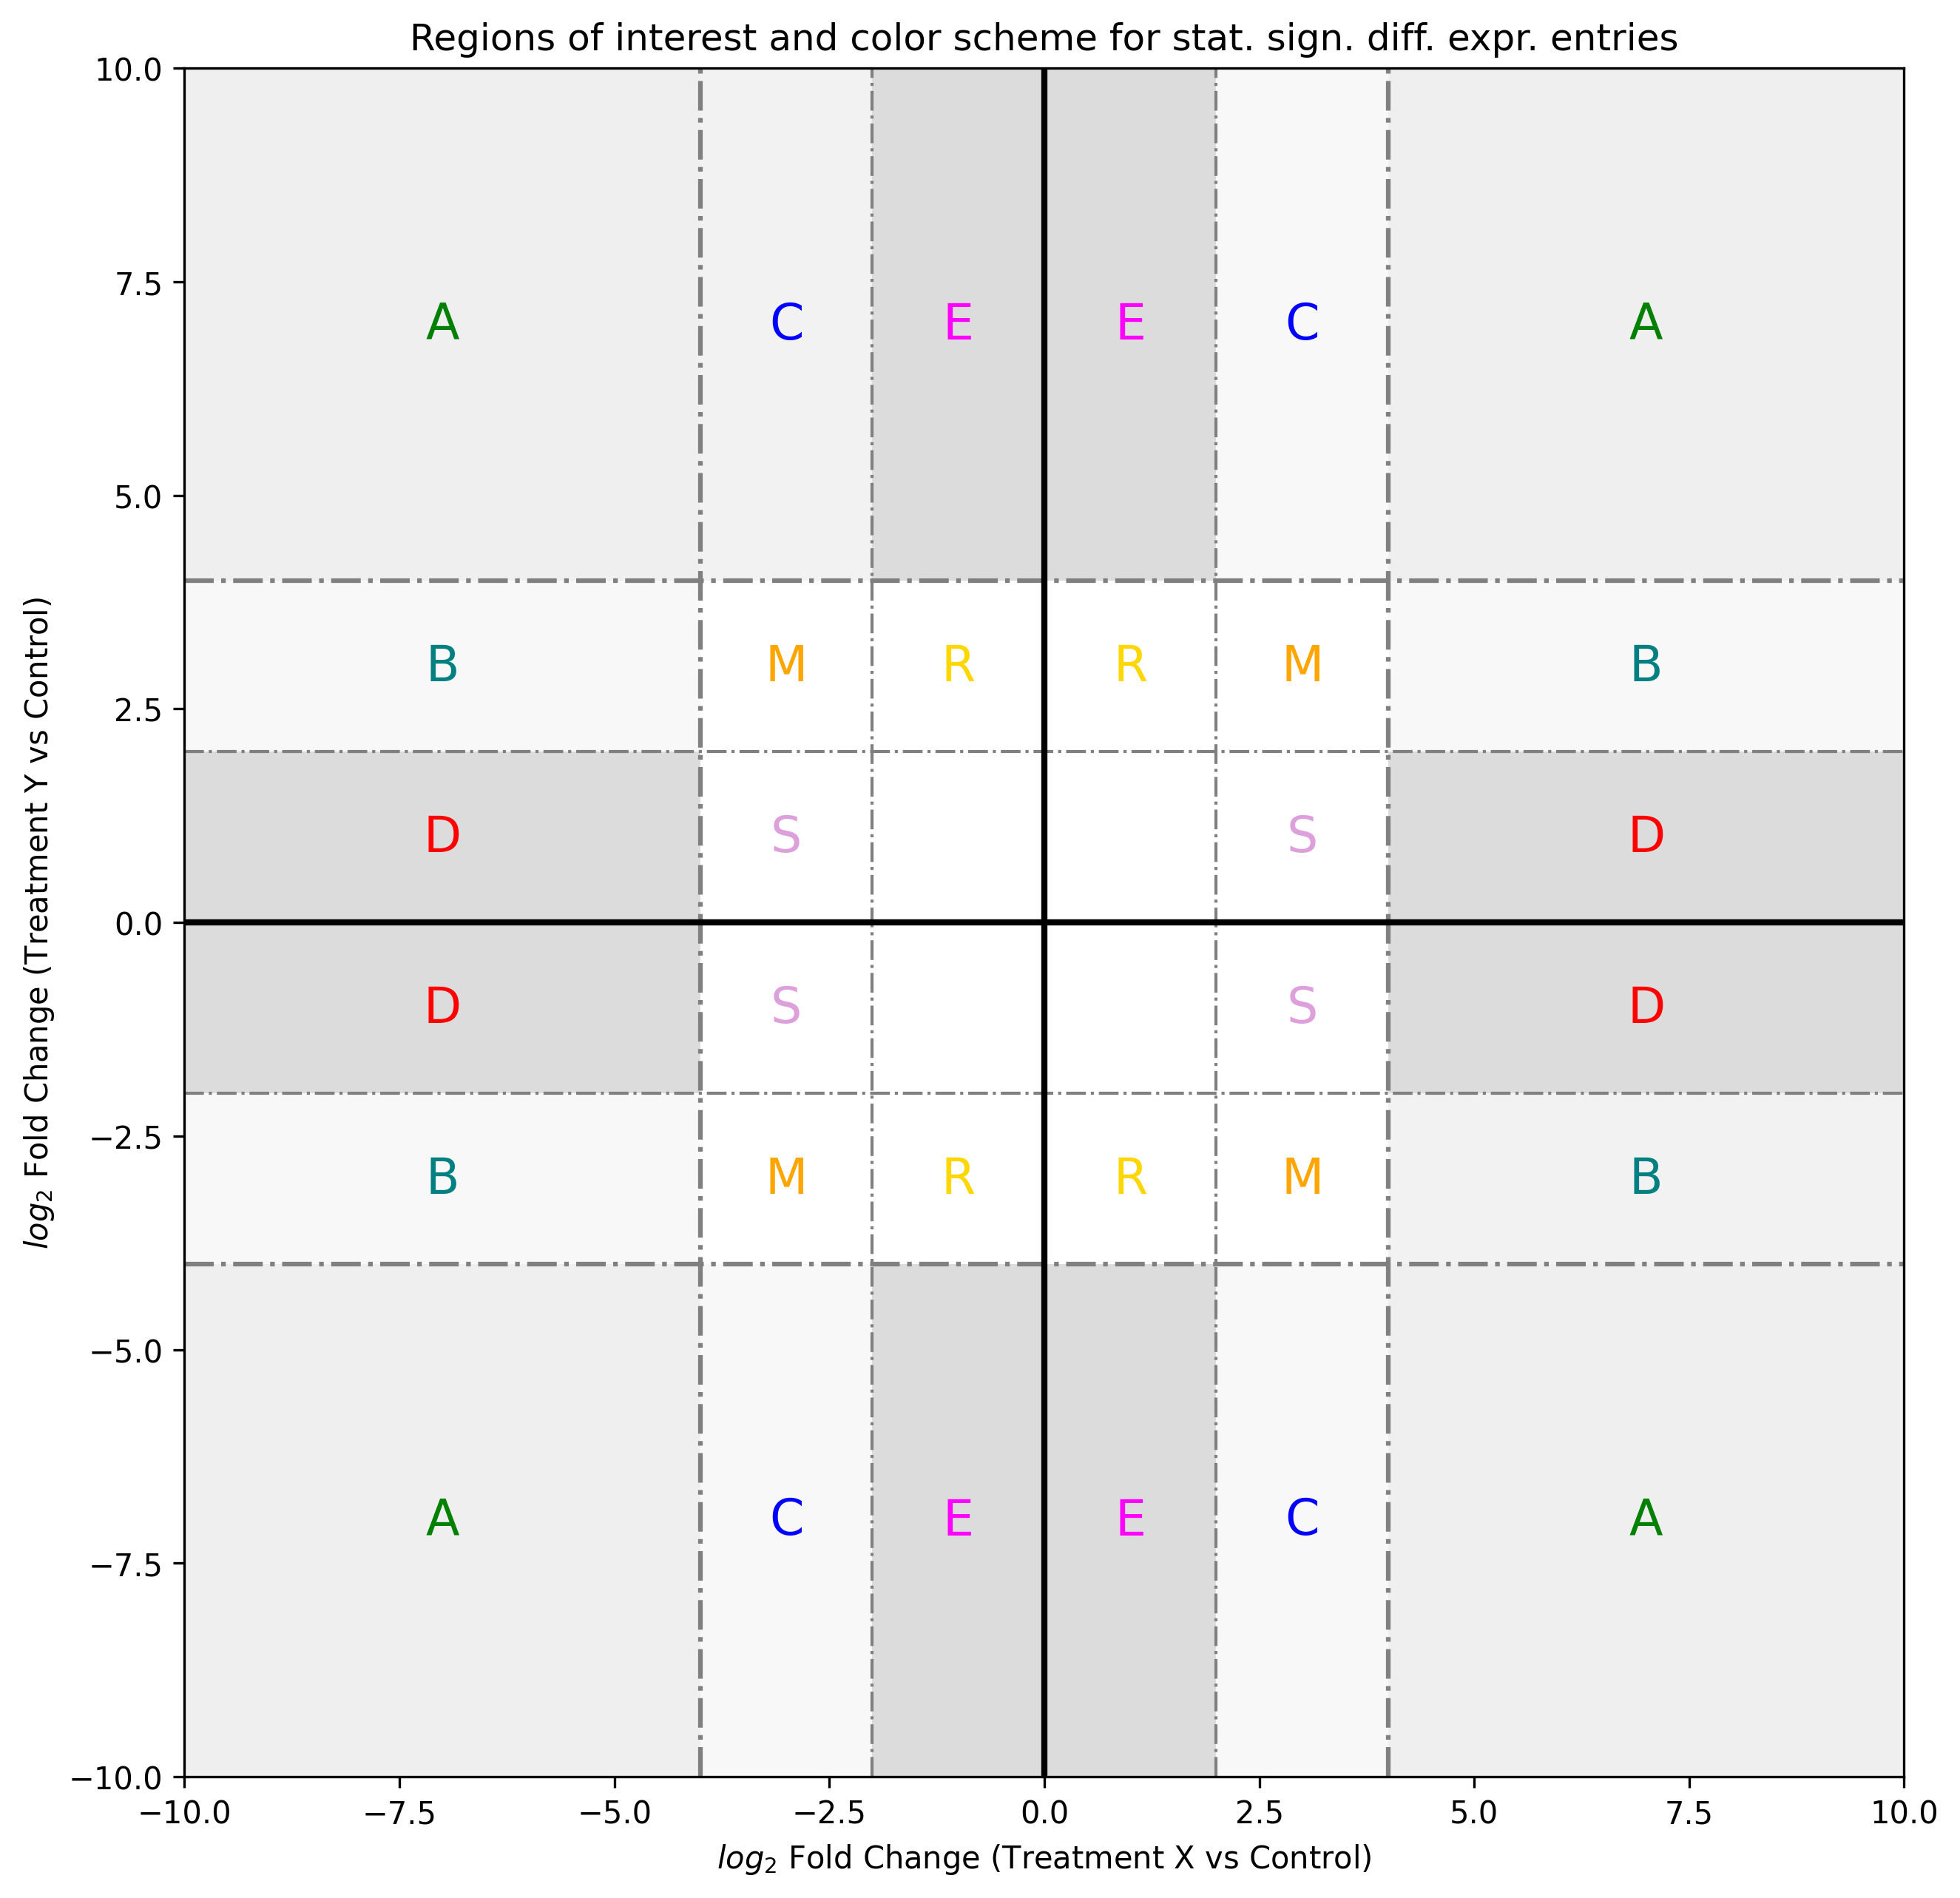 Regions of interest and color scheme for stat. sign. diff. expr. entries
10.0
7.5
A C E E C A
5.0
B M R R M B
2.5
D S S D
0.0
D S S D
−2.5
B M R R M B
−5.0
A C E E C A
−7.5
−10.0
−10.0 −7.5 −5.0 −2.5 0.0 2.5 5.0 7.5 10.0
log₂ Fold Change (Treatment X vs Control)
log₂ Fold Change (Treatment Y vs Control)